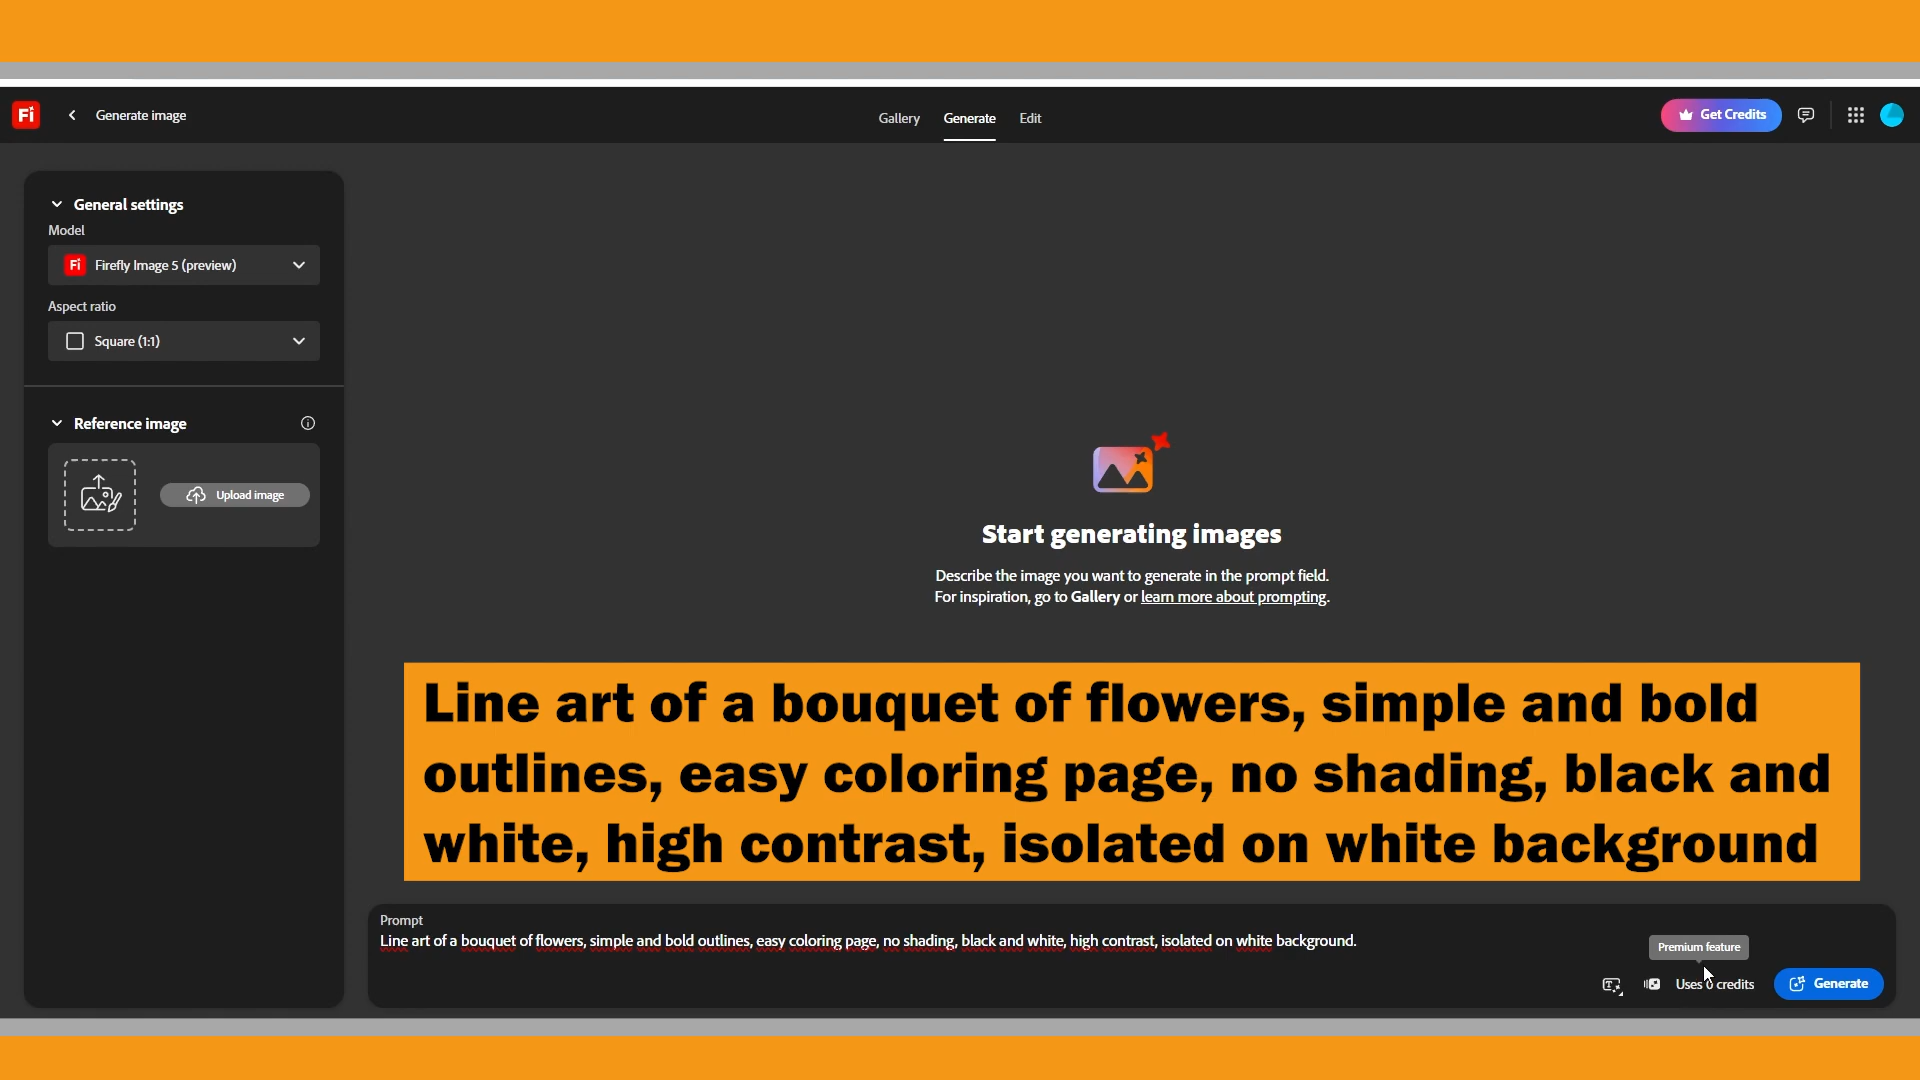 Fi
Generate image
Gallery
Generate
Edit
Get Credits
General settings
Model
Fi
Firefly Image 5 (preview)
Aspect ratio
Square (1:1)
Reference image
Upload image
Start generating images
Describe the image you want to generate in the prompt field.
For inspiration, go to Gallery or learn more about prompting.
Line art of a bouquet of flowers, simple and bold
outlines, easy coloring page, no shading, black and
white, high contrast, isolated on white background
Prompt
Line art of a bouquet of flowers, simple and bold outlines, easy coloring page, no shading, black and white, high contrast, isolated on white background.
Premium feature
Uses credits
Generate